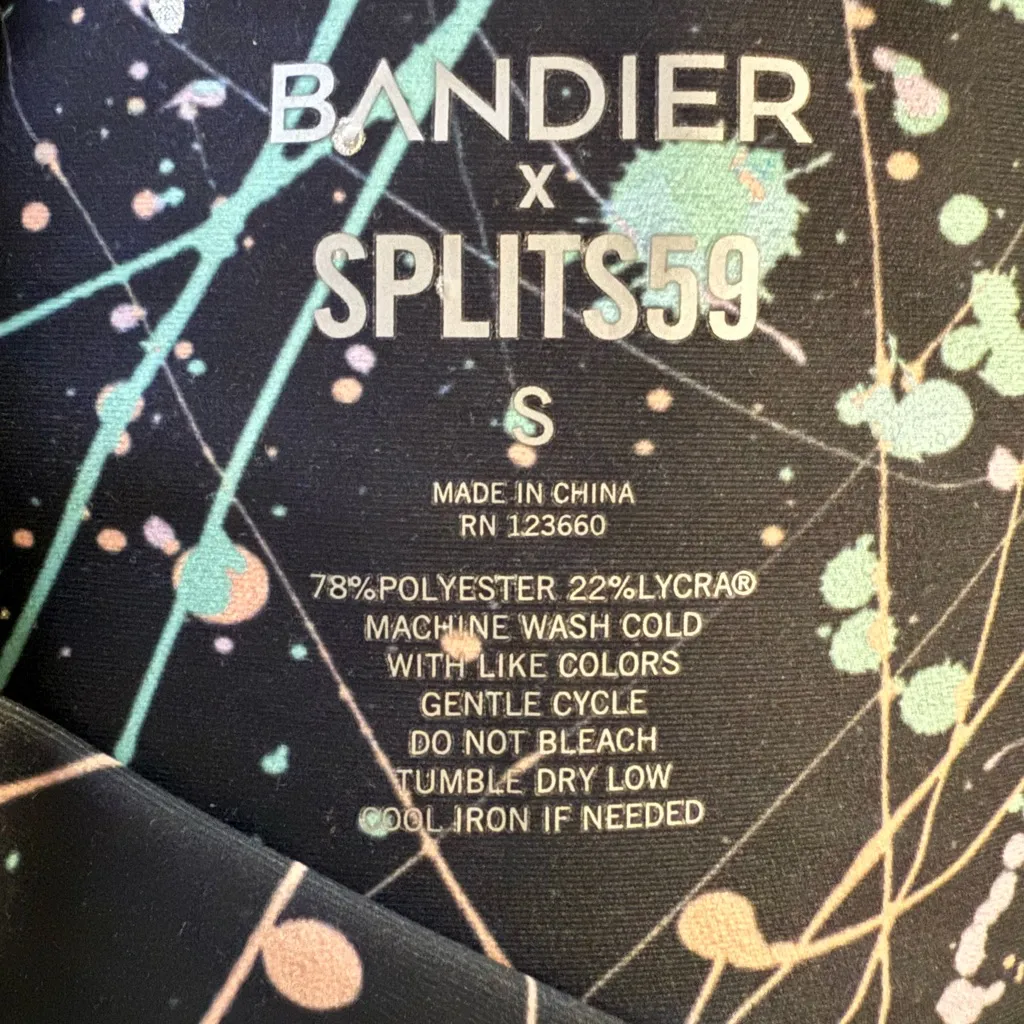 BANDIER
X
SPLITS59
S
MADE IN CHINA
RN 123660
78%POLYESTER 22%LYCRA®
MACHINE WASH COLD
WITH LIKE COLORS
GENTLE CYCLE
DO NOT BLEACH
TUMBLE DRY LOW
COOL IRON IF NEEDED